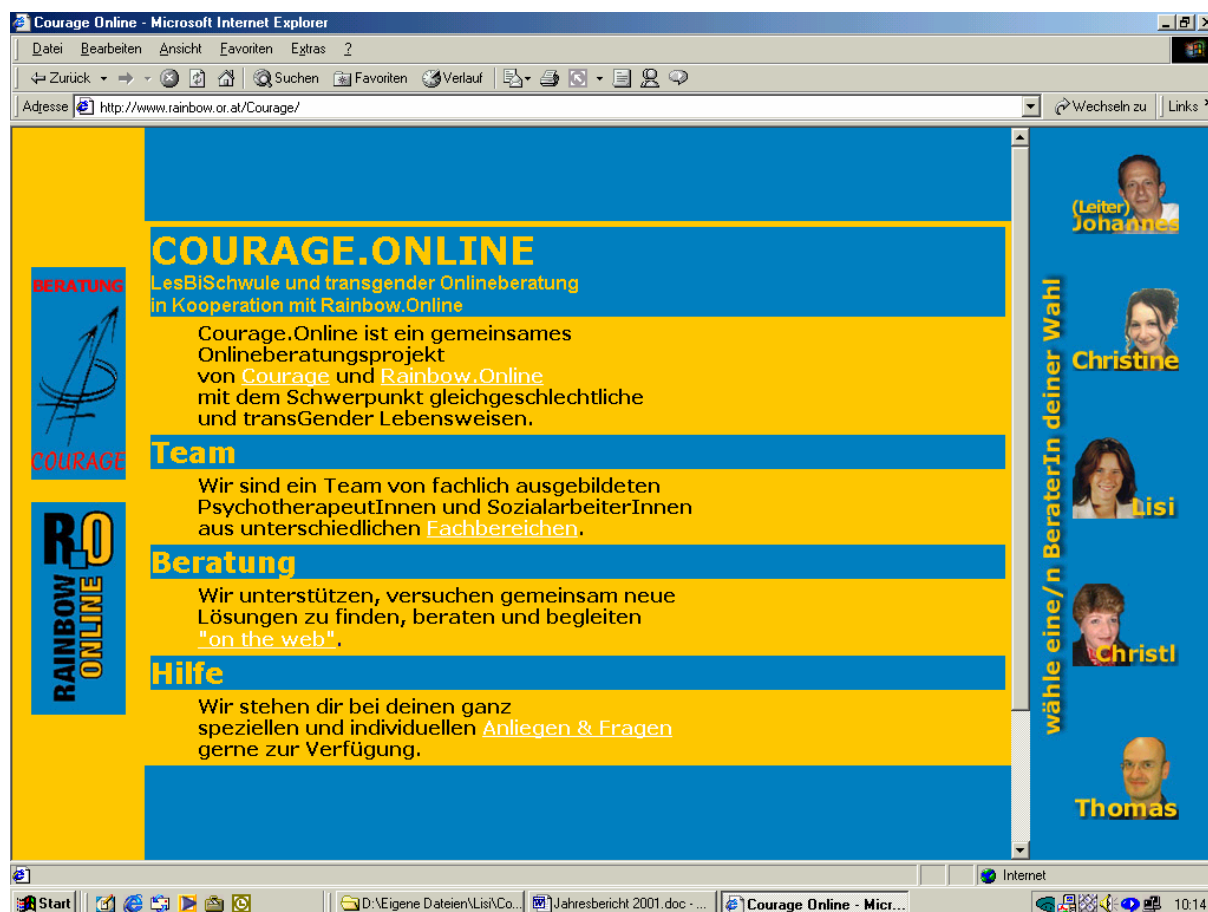 Courage Online - Microsoft Internet Explorer
Datei Bearbeiten Ansicht Favoriten Extras ?
Zurück Suchen Favoriten Verlauf
Adresse http://www.rainbow.or.at/Courage/ Wechseln zu Links
BERATUNG
COURAGE
R.O
RAINBOW
ONLINE
COURAGE.ONLINE
LesBiSchwule und transgender Onlineberatung
in Kooperation mit Rainbow.Online
Courage.Online ist ein gemeinsames
Onlineberatungsprojekt
von Courage und Rainbow.Online
mit dem Schwerpunkt gleichgeschlechtliche
und transGender Lebensweisen.
Team
Wir sind ein Team von fachlich ausgebildeten
PsychotherapeutInnen und SozialarbeiterInnen
aus unterschiedlichen Fachbereichen.
Beratung
Wir unterstützen, versuchen gemeinsam neue
Lösungen zu finden, beraten und begleiten
"on the web".
Hilfe
Wir stehen dir bei deinen ganz
speziellen und individuellen Anliegen & Fragen
gerne zur Verfügung.
wähle eine/n BeraterIn deiner Wahl
(Leiter)
Johannes
Christine
Lisi
Christl
Thomas
Internet
Start D:\Eigene Dateien\Lisi\Co... Jahresbericht 2001.doc - ... Courage Online - Micr... 10:14